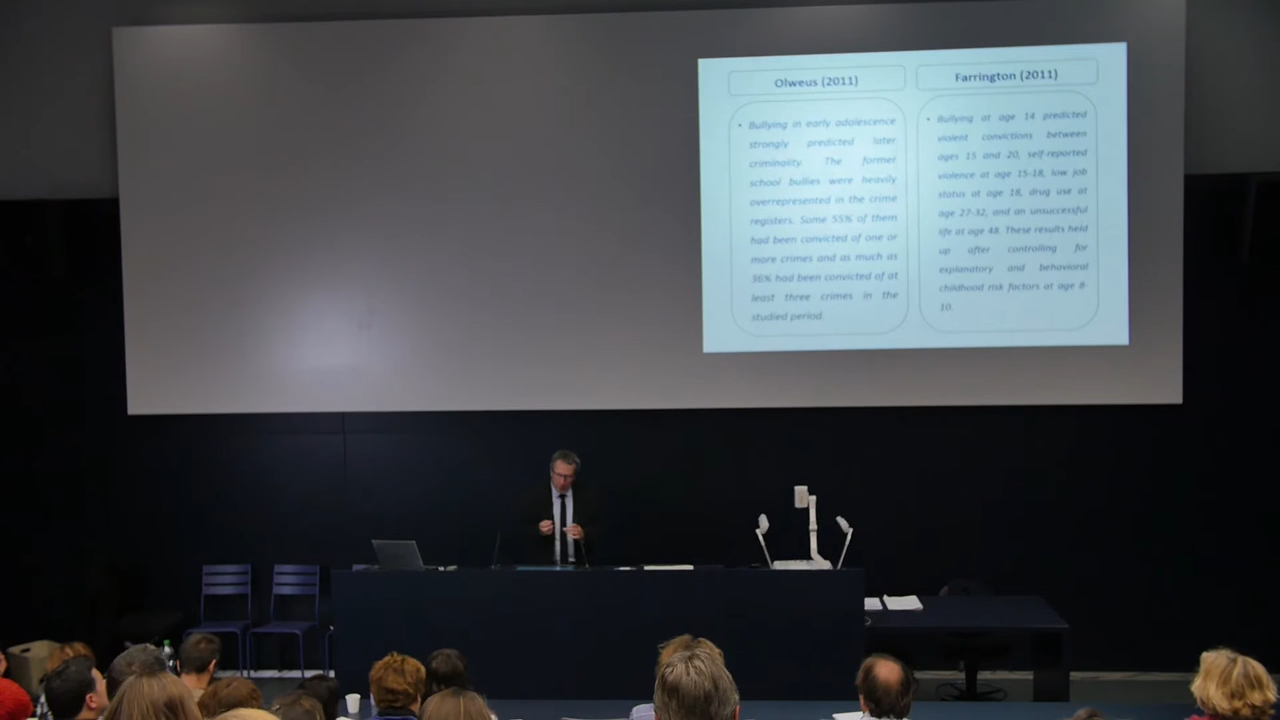 Olweus (2011)
• Bullying in early adolescence
strongly predicted later
criminality. The former
school bullies were heavily
overrepresented in the crime
registers. Some 55% of them
had been convicted of one or
more crimes and as much as
36% had been convicted of at
least three crimes in the
studied period.
Farrington (2011)
• Bullying at age 14 predicted
violent convictions between
ages 15 and 20, self-reported
violence at age 15-18, low job
status at age 18, drug use at
age 27-32, and an unsuccessful
life at age 48. These results held
up after controlling for
explanatory and behavioral
childhood risk factors at age 8-
10.